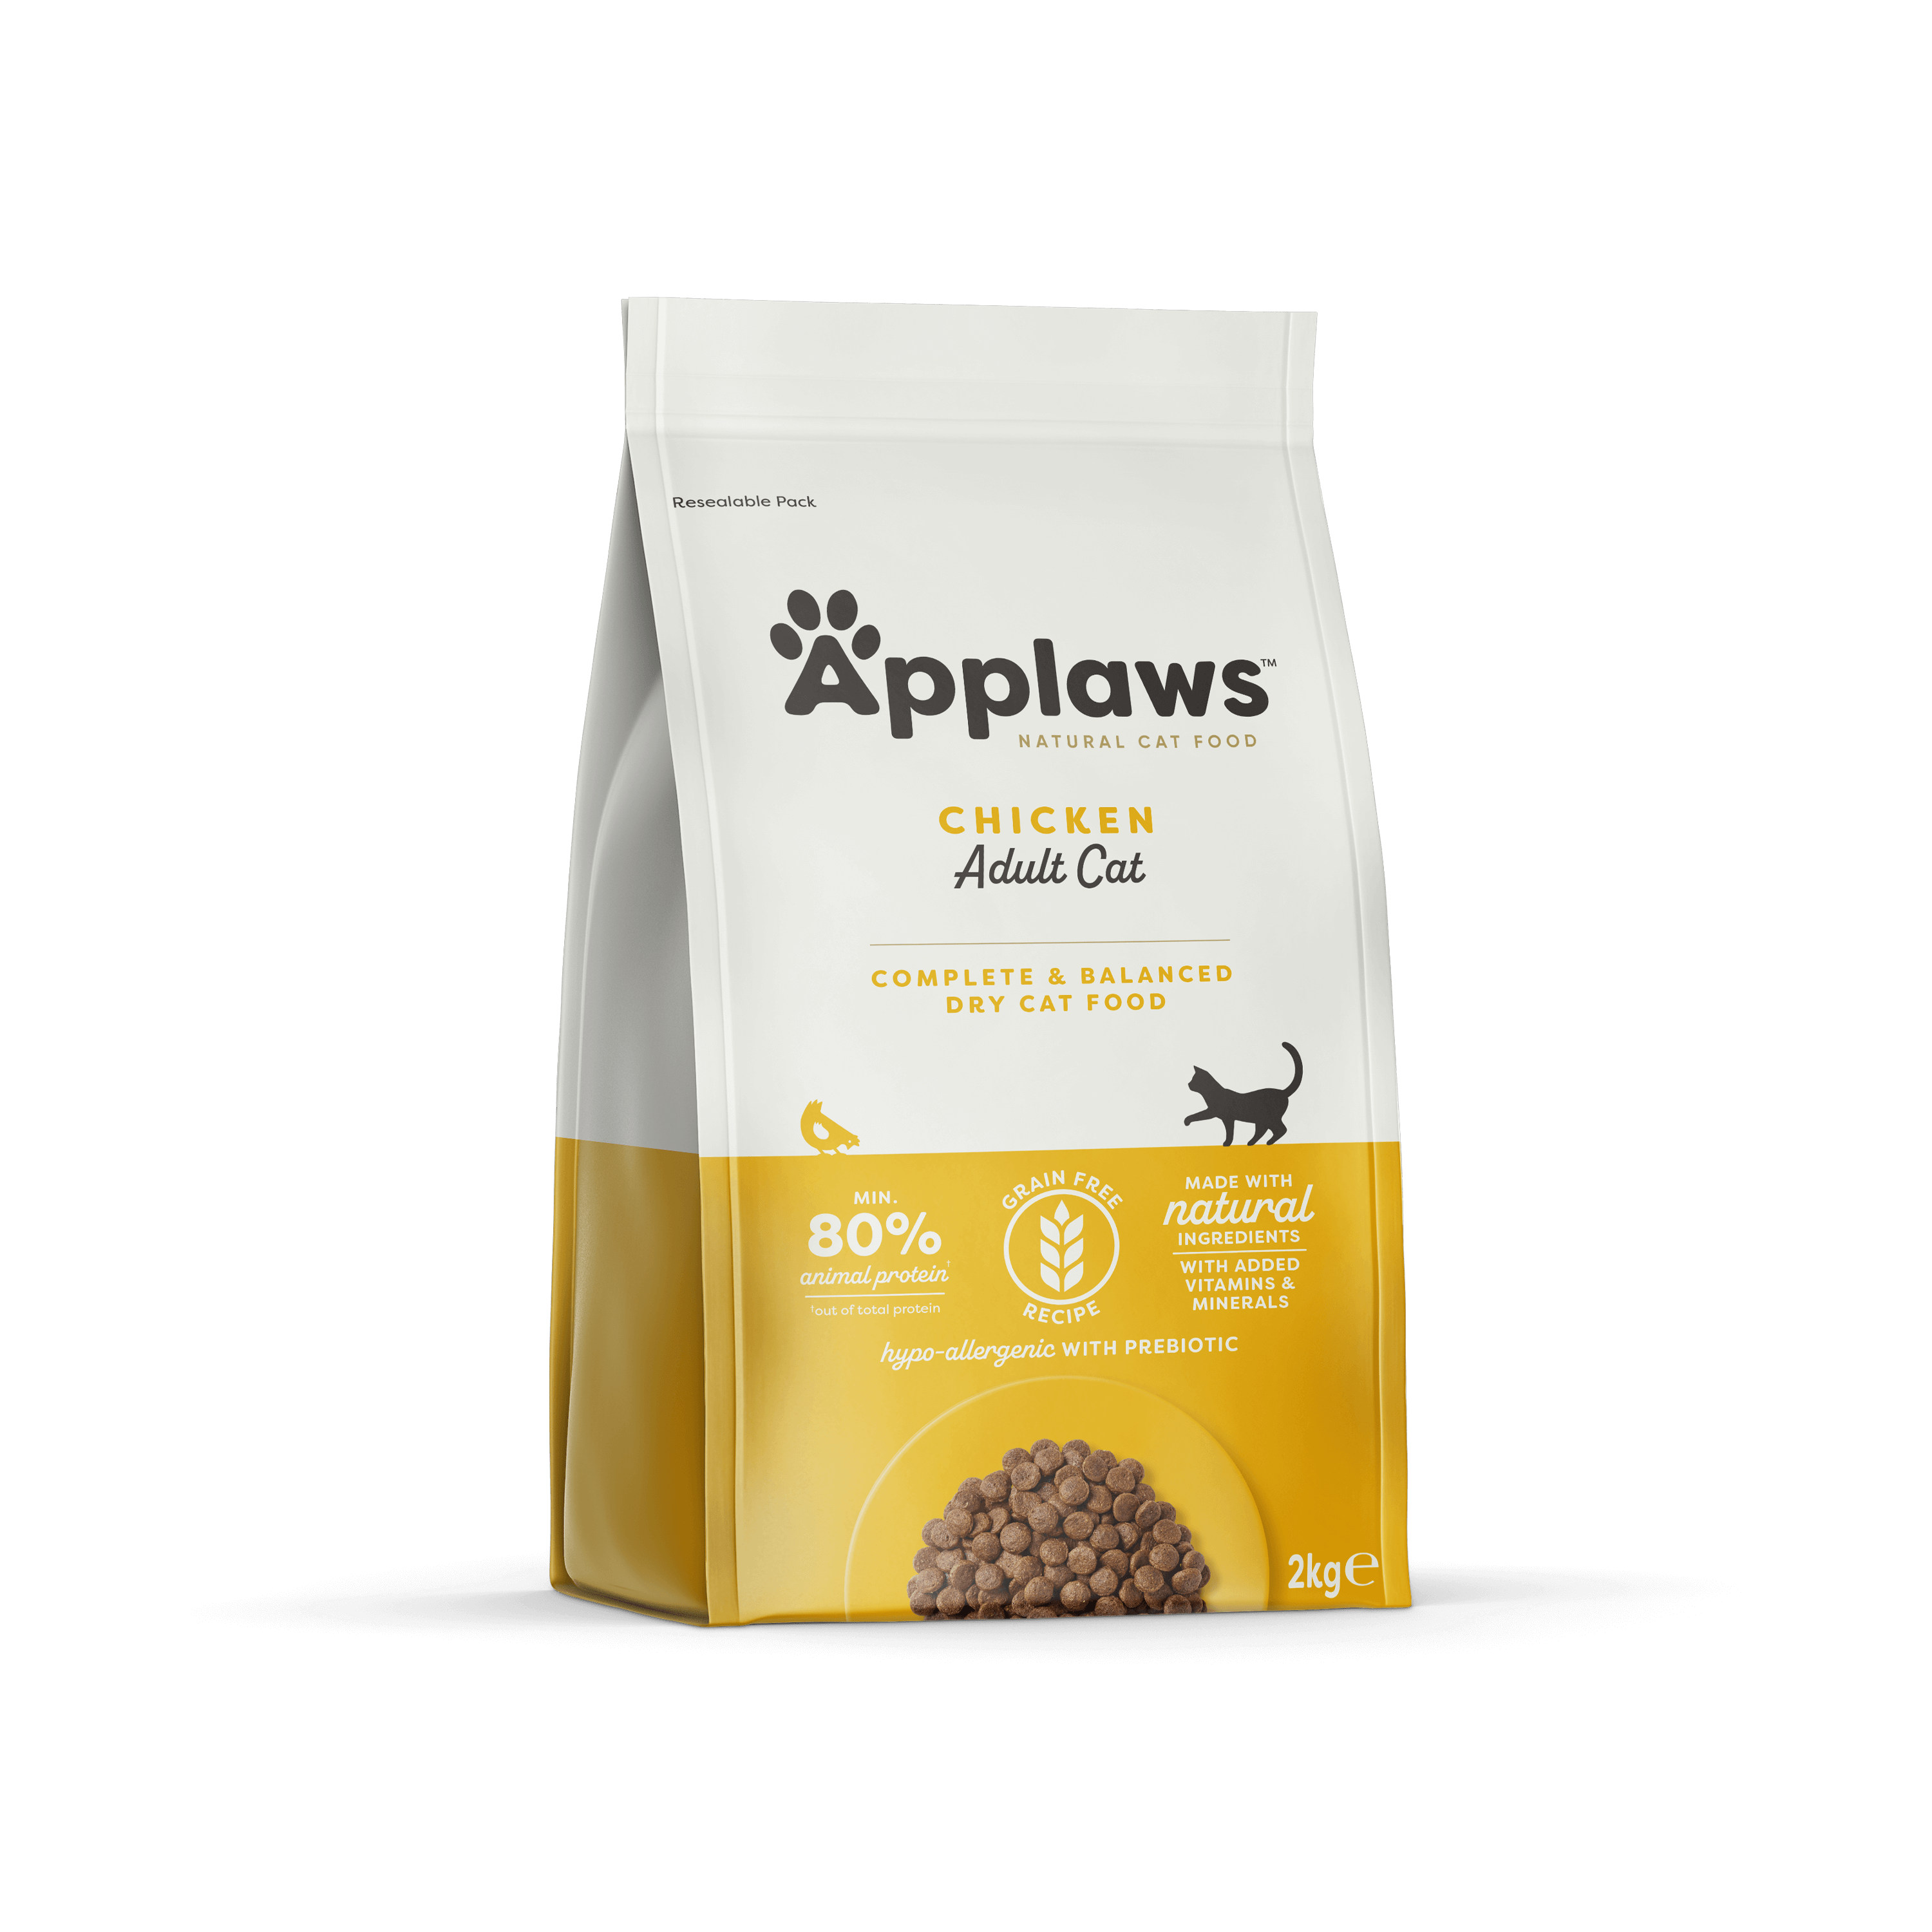 Resealable Pack
Applaws™
NATURAL CAT FOOD
CHICKEN
Adult Cat
COMPLETE & BALANCED
DRY CAT FOOD
MIN.
80%
animal protein†
†out of total protein
GRAIN FREE
RECIPE
MADE WITH
natural
INGREDIENTS
WITH ADDED
VITAMINS &
MINERALS
hypo-allergenic WITH PREBIOTIC
2kg℮